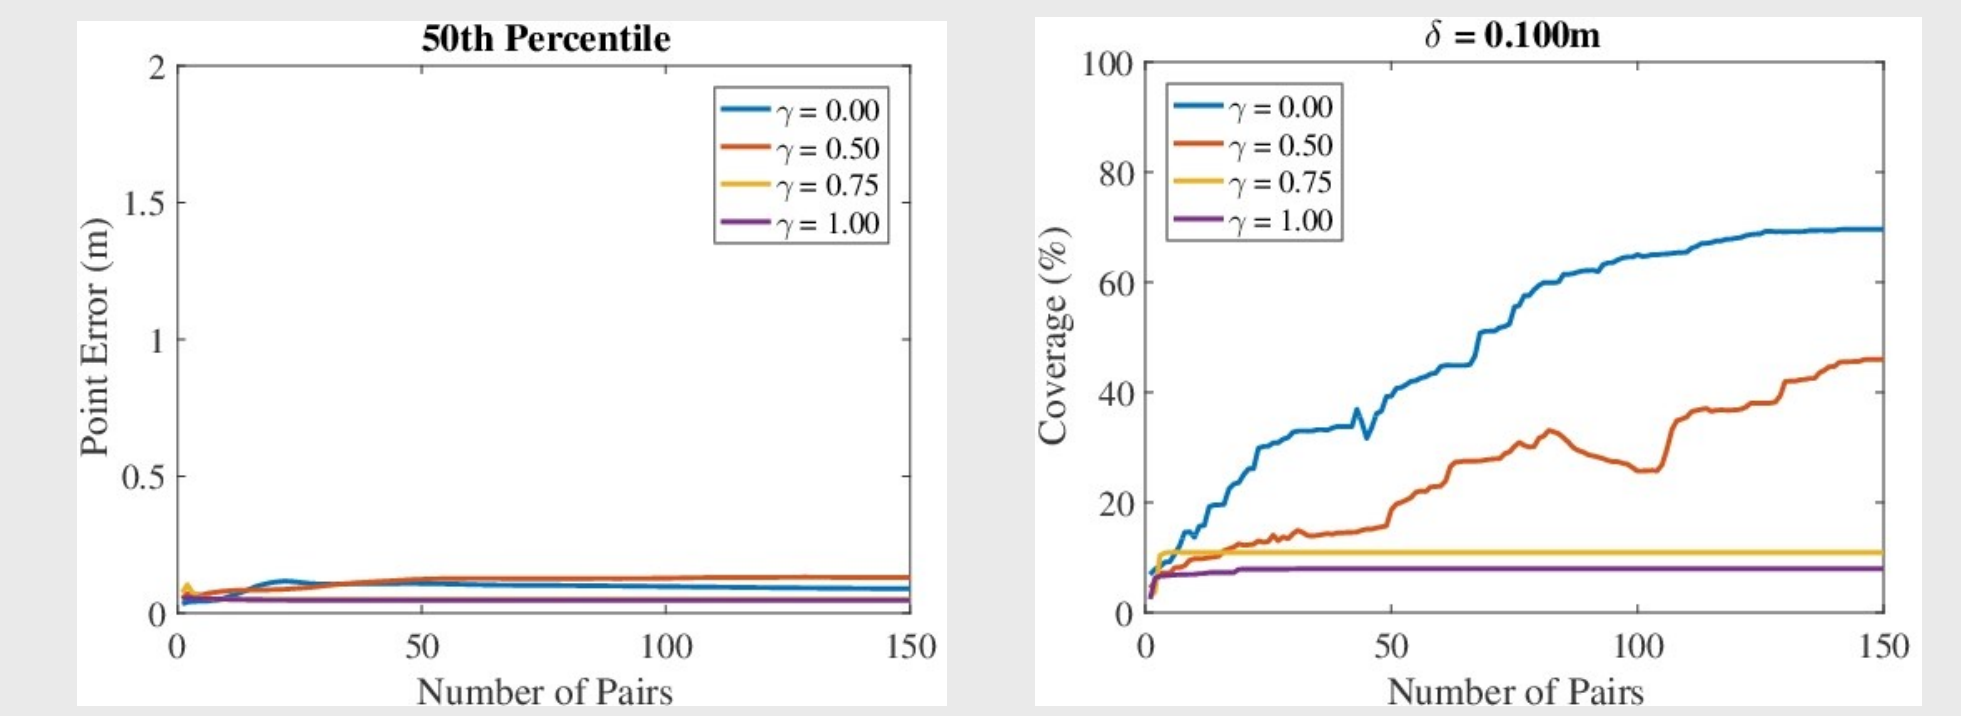 50th Percentile
2
1.5
1
0.5
0
Point Error (m)
γ = 0.00
γ = 0.50
γ = 0.75
γ = 1.00
0 50 100 150
Number of Pairs
δ = 0.100m
100
80
60
40
20
0
Coverage (%)
γ = 0.00
γ = 0.50
γ = 0.75
γ = 1.00
0 50 100 150
Number of Pairs